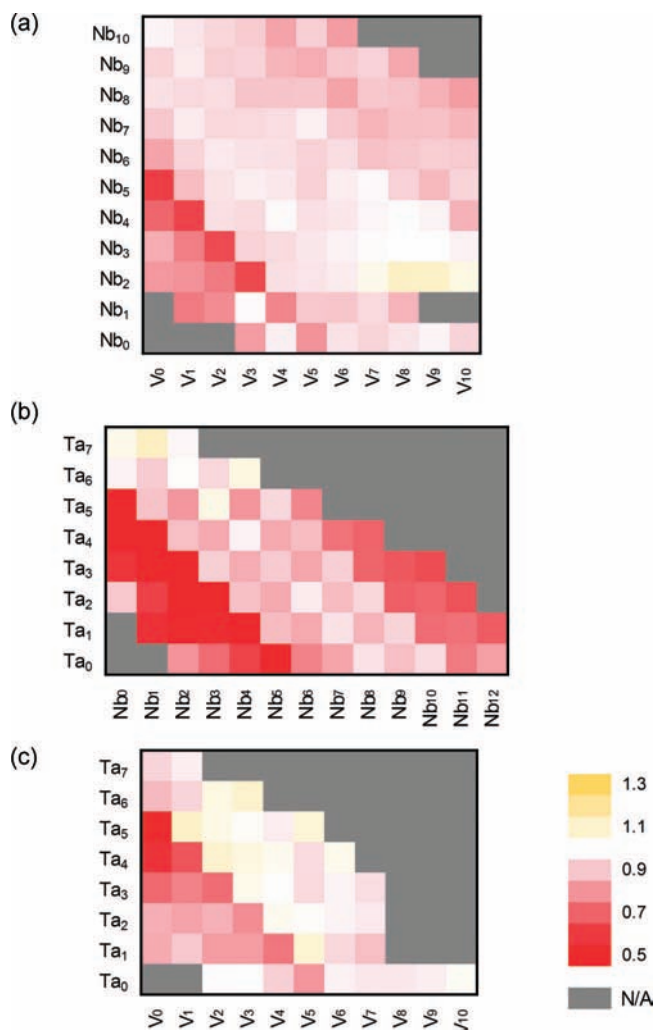 (a)
Nb10
Nb9
Nb8
Nb7
Nb6
Nb5
Nb4
Nb3
Nb2
Nb1
Nb0
V0 V1 V2 V3 V4 V5 V6 V7 V8 V9 V10
(b)
Ta7
Ta6
Ta5
Ta4
Ta3
Ta2
Ta1
Ta0
Nb0 Nb1 Nb2 Nb3 Nb4 Nb5 Nb6 Nb7 Nb8 Nb9 Nb10 Nb11 Nb12
(c)
Ta7
Ta6
Ta5
Ta4
Ta3
Ta2
Ta1
Ta0
V0 V1 V2 V3 V4 V5 V6 V7 V8 V9 V10
1.3
1.1
0.9
0.7
0.5
N/A